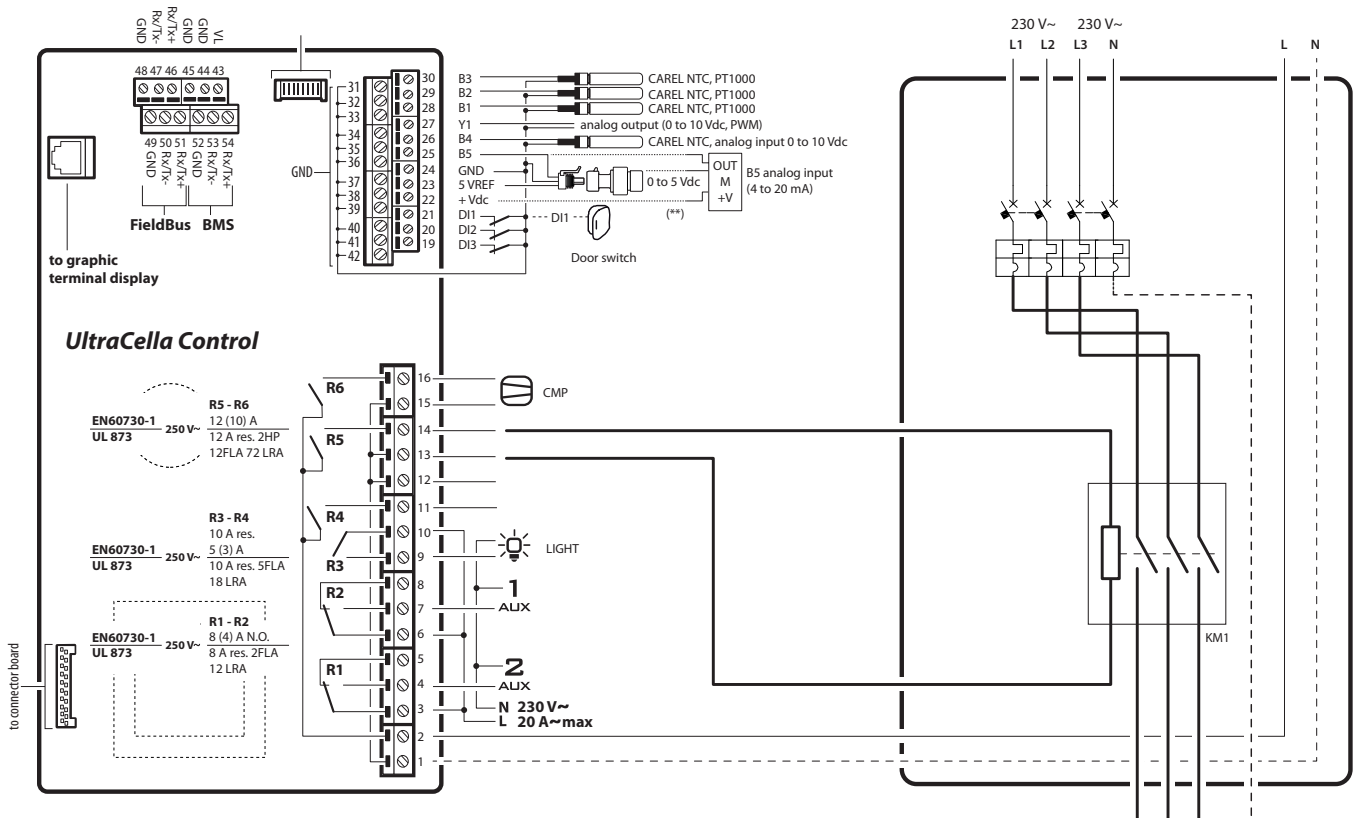 GND
Rx/Tx-
Rx/Tx+
GND
GND
VL
48 47 46 45 44 43
49 50 51 52 53 54
GND
Rx/Tx-
Rx/Tx+
GND
Rx/Tx-
Rx/Tx+
FieldBus BMS
to graphic
terminal display
GND
31
32
33
34
35
36
37
38
39
40
41
42
30
29
28
27
26
25
24
23
22
21
20
19
B3 CAREL NTC, PT1000
B2 CAREL NTC, PT1000
B1 CAREL NTC, PT1000
Y1 analog output (0 to 10 Vdc, PWM)
B4 CAREL NTC, analog input 0 to 10 Vdc
B5
GND
5 VREF
+ Vdc
DI1
DI2
DI3
0 to 5 Vdc
OUT
M
+V
B5 analog input
(4 to 20 mA)
(**)
DI1
Door switch
UltraCella Control
EN60730-1
UL 873
250 V~
R5 - R6
12 (10) A
12 A res. 2HP
12FLA 72 LRA
EN60730-1
UL 873
250 V~
R3 - R4
10 A res.
5 (3) A
10 A res. 5FLA
18 LRA
EN60730-1
UL 873
250 V~
R1 - R2
8 (4) A N.O.
8 A res. 2FLA
12 LRA
to connector board
R6
R5
R4
R3
R2
R1
16
15
14
13
12
11
10
9
8
7
6
5
4
3
2
1
CMP
LIGHT
1
AUX
2
AUX
N 230 V~
L 20 A~max
230 V~ 230 V~
L1 L2 L3 N
L N
KM1